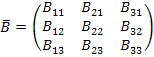 B̿ = (B₁₁ B₂₁ B₃₁
B₁₂ B₂₂ B₃₂
B₁₃ B₂₃ B₃₃)